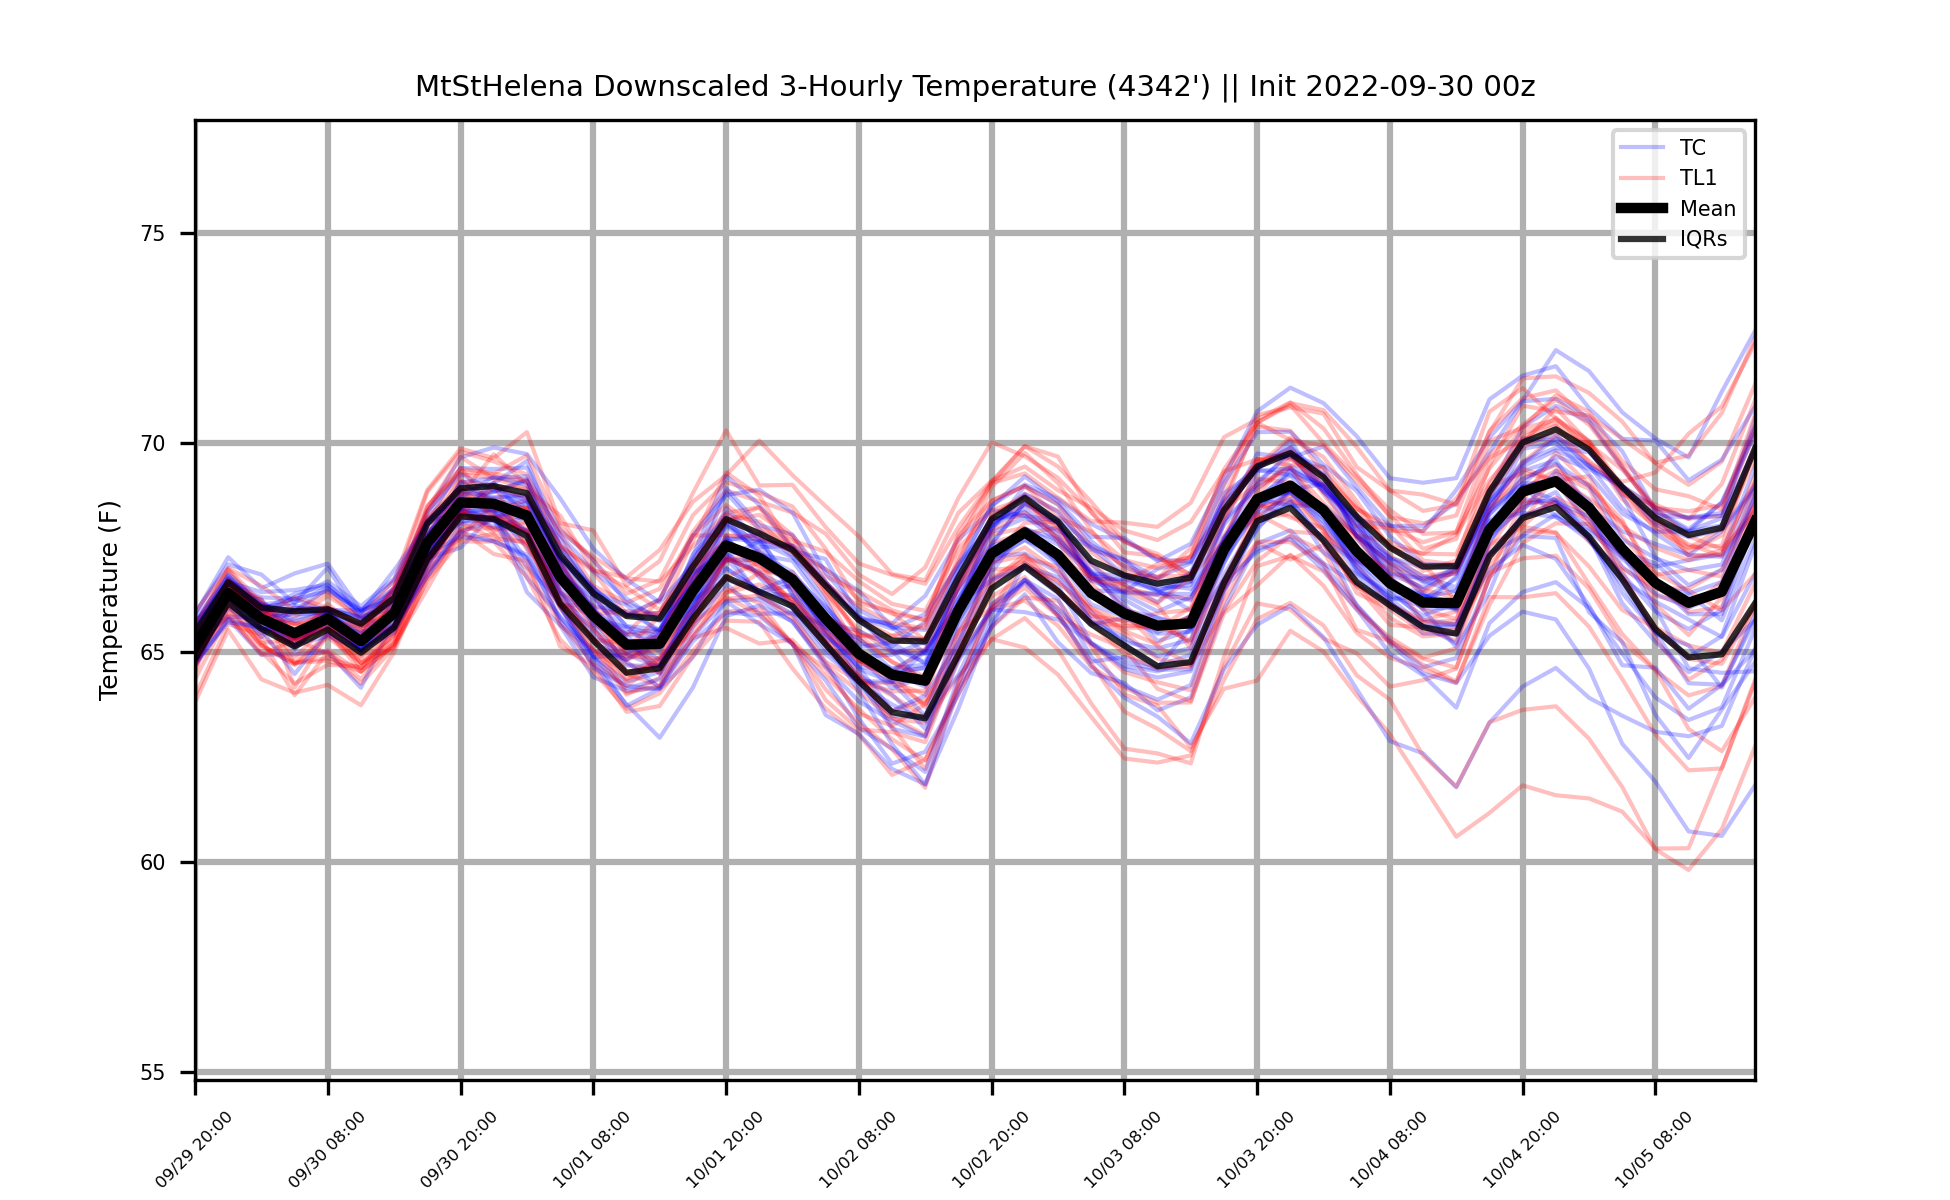 MtStHelena Downscaled 3-Hourly Temperature (4342') || Init 2022-09-30 00z
TC
TL1
Mean
IQRs
Temperature (F)
75
70
65
60
55
09/29 20:00
09/30 08:00
09/30 20:00
10/01 08:00
10/01 20:00
10/02 08:00
10/02 20:00
10/03 08:00
10/03 20:00
10/04 08:00
10/04 20:00
10/05 08:00